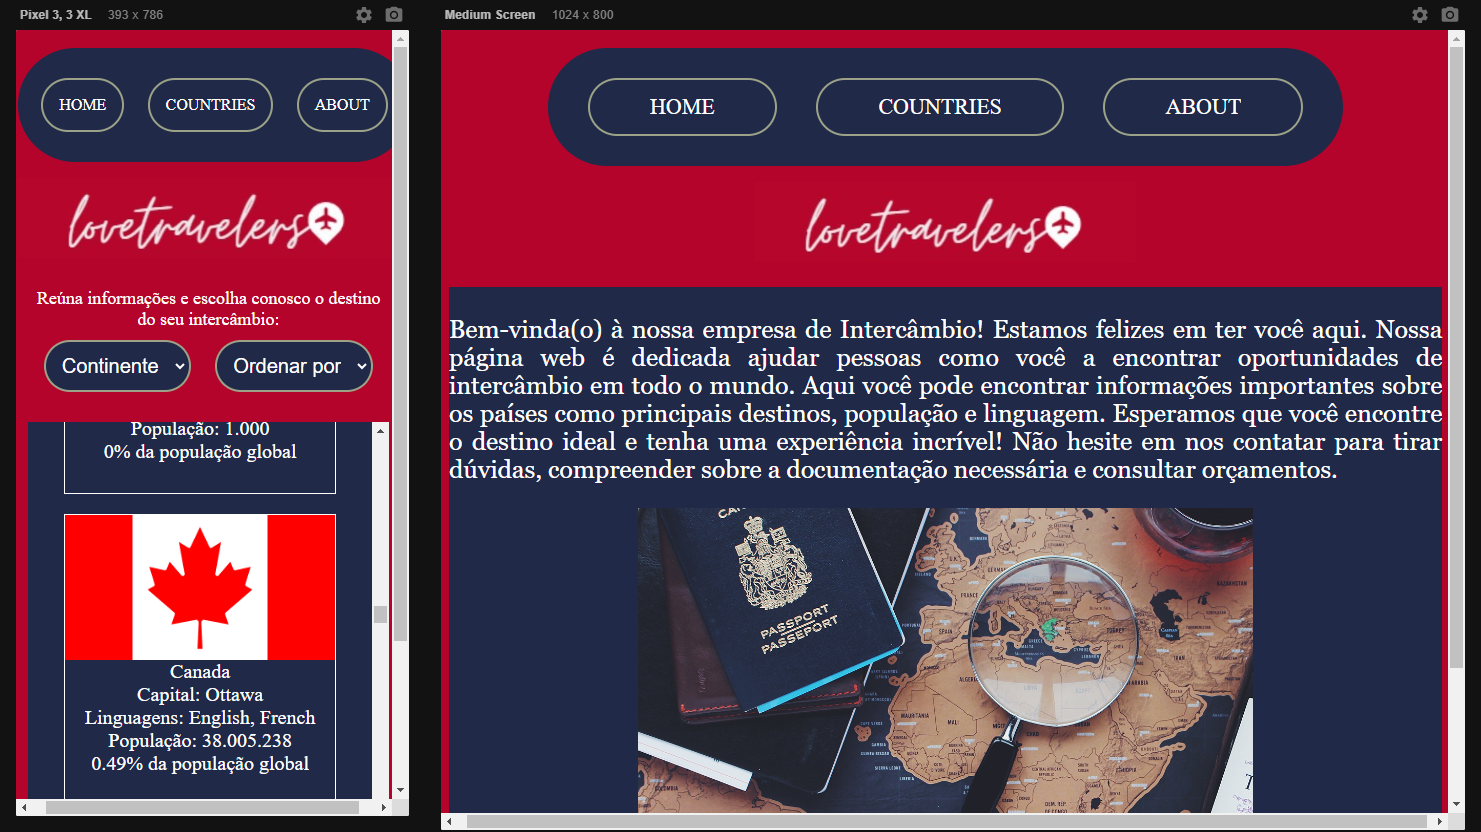 Pixel 3, 3 XL 393 x 786
HOME
COUNTRIES
ABOUT
lovetravelers
Reúna informações e escolha conosco o destino
do seu intercâmbio:
Continente
Ordenar por
População: 1.000
0% da população global
Canada
Capital: Ottawa
Linguagens: English, French
População: 38.005.238
0.49% da população global
Medium Screen 1024 x 800
HOME
COUNTRIES
ABOUT
lovetravelers
Bem-vinda(o) à nossa empresa de Intercâmbio! Estamos felizes em ter você aqui. Nossa
página web é dedicada ajudar pessoas como você a encontrar oportunidades de
intercâmbio em todo o mundo. Aqui você pode encontrar informações importantes sobre
os países como principais destinos, população e linguagem. Esperamos que você encontre
o destino ideal e tenha uma experiência incrível! Não hesite em nos contatar para tirar
dúvidas, compreender sobre a documentação necessária e consultar orçamentos.
PASSPORT
PASSEPORT
FRANCE
SPAIN
MAURITANIA
MALI